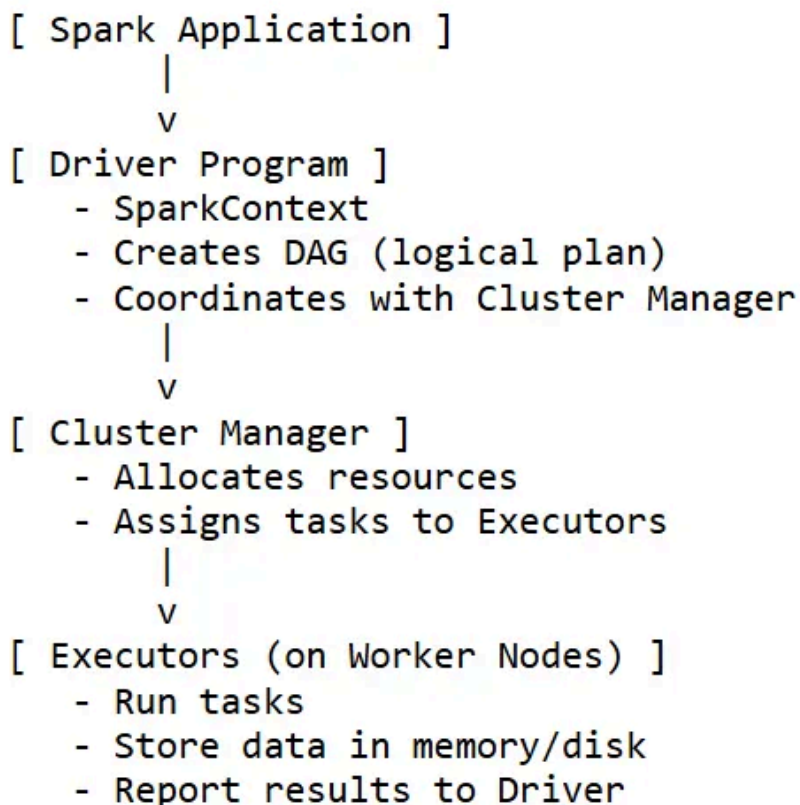 [ Spark Application ]
|
v
[ Driver Program ]
- SparkContext
- Creates DAG (logical plan)
- Coordinates with Cluster Manager
|
v
[ Cluster Manager ]
- Allocates resources
- Assigns tasks to Executors
|
v
[ Executors (on Worker Nodes) ]
- Run tasks
- Store data in memory/disk
- Report results to Driver